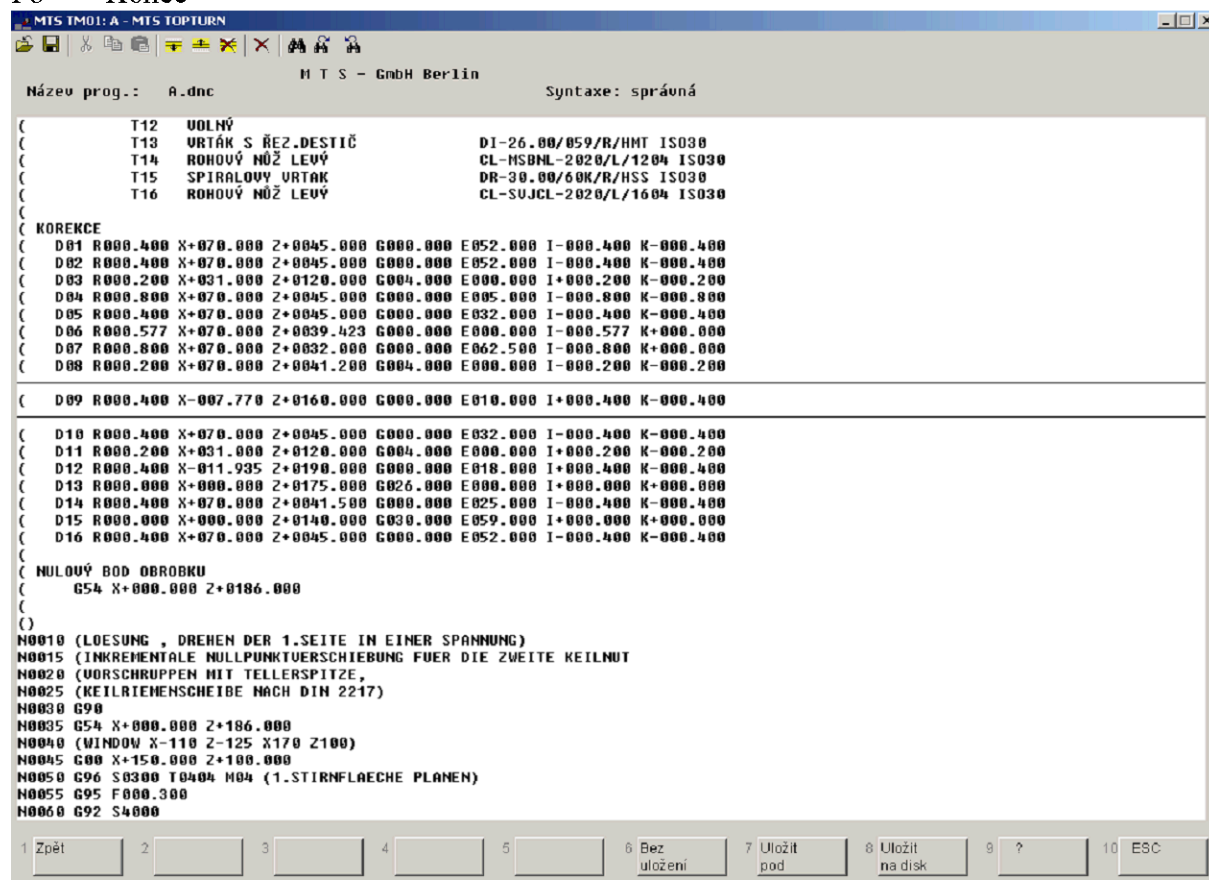 MTS TM01: A - MTS TOPTURN
M T S - GmbH Berlin
Název prog.: A.dnc Syntaxe: správná
( T12 VOLNÝ
( T13 VRTÁK S ŘEZ.DESTIČ DI-26.00/059/R/HMT ISO30
( T14 ROHOVÝ NŮŽ LEVÝ CL-MSBNL-2020/L/1204 ISO30
( T15 SPIRALOVY VRTAK DR-30.00/60K/R/HSS ISO30
( T16 ROHOVÝ NŮŽ LEVÝ CL-SVJCL-2020/L/1604 ISO30
(
( KOREKCE
( D01 R000.400 X+070.000 Z+0045.000 G000.000 E052.000 I-000.400 K-000.400
( D02 R000.400 X+070.000 Z+0045.000 G000.000 E052.000 I-000.400 K-000.400
( D03 R000.200 X+031.000 Z+0120.000 G004.000 E000.000 I+000.200 K-000.200
( D04 R000.800 X+070.000 Z+0045.000 G000.000 E005.000 I-000.800 K-000.800
( D05 R000.400 X+070.000 Z+0045.000 G000.000 E032.000 I-000.400 K-000.400
( D06 R000.577 X+070.000 Z+0039.423 G000.000 E000.000 I-000.577 K+000.000
( D07 R000.800 X+070.000 Z+0032.000 G000.000 E062.500 I-000.800 K+000.000
( D08 R000.200 X+070.000 Z+0041.200 G004.000 E000.000 I-000.200 K-000.200
( D09 R000.400 X-007.770 Z+0160.000 G000.000 E010.000 I+000.400 K-000.400
( D10 R000.400 X+070.000 Z+0045.000 G000.000 E032.000 I-000.400 K-000.400
( D11 R000.200 X+031.000 Z+0120.000 G004.000 E000.000 I+000.200 K-000.200
( D12 R000.400 X-011.935 Z+0190.000 G000.000 E018.000 I+000.400 K-000.400
( D13 R000.000 X+000.000 Z+0175.000 G026.000 E000.000 I+000.000 K+000.000
( D14 R000.400 X+070.000 Z+0041.500 G000.000 E025.000 I-000.400 K-000.400
( D15 R000.000 X+000.000 Z+0140.000 G030.000 E059.000 I+000.000 K+000.000
( D16 R000.400 X+070.000 Z+0045.000 G000.000 E052.000 I-000.400 K-000.400
(
( NULOVÝ BOD OBROBKU
( G54 X+000.000 Z+0186.000
(
()
N0010 (LOESUNG , DREHEN DER 1.SEITE IN EINER SPANNUNG)
N0015 (INKREMENTALE NULLPUNKTVERSCHIEBUNG FUER DIE ZWEITE KEILNUT
N0020 (VORSCHRUPPEN MIT TELLERSPITZE,
N0025 (KEILRIEMENSCHEIBE NACH DIN 2217)
N0030 G90
N0035 G54 X+000.000 Z+186.000
N0040 (WINDOW X-110 Z-125 X170 Z100)
N0045 G00 X+150.000 Z+100.000
N0050 G96 S0300 T0404 M04 (1.STIRNFLAECHE PLANEN)
N0055 G95 F000.300
N0060 G92 S4000
1 Zpět 2 3 4 5 6 Bez uložení 7 Uložit pod 8 Uložit na disk 9 ? 10 ESC